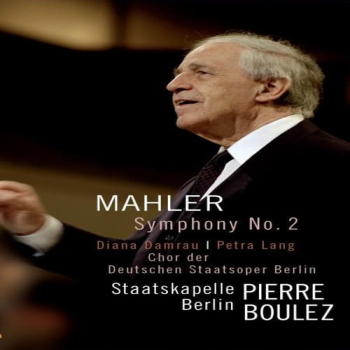 MAHLER
Symphony No. 2
Diana Damrau | Petra Lang
Chor der
Deutschen Staatsoper Berlin
Staatskapelle
Berlin
PIERRE
BOULEZ